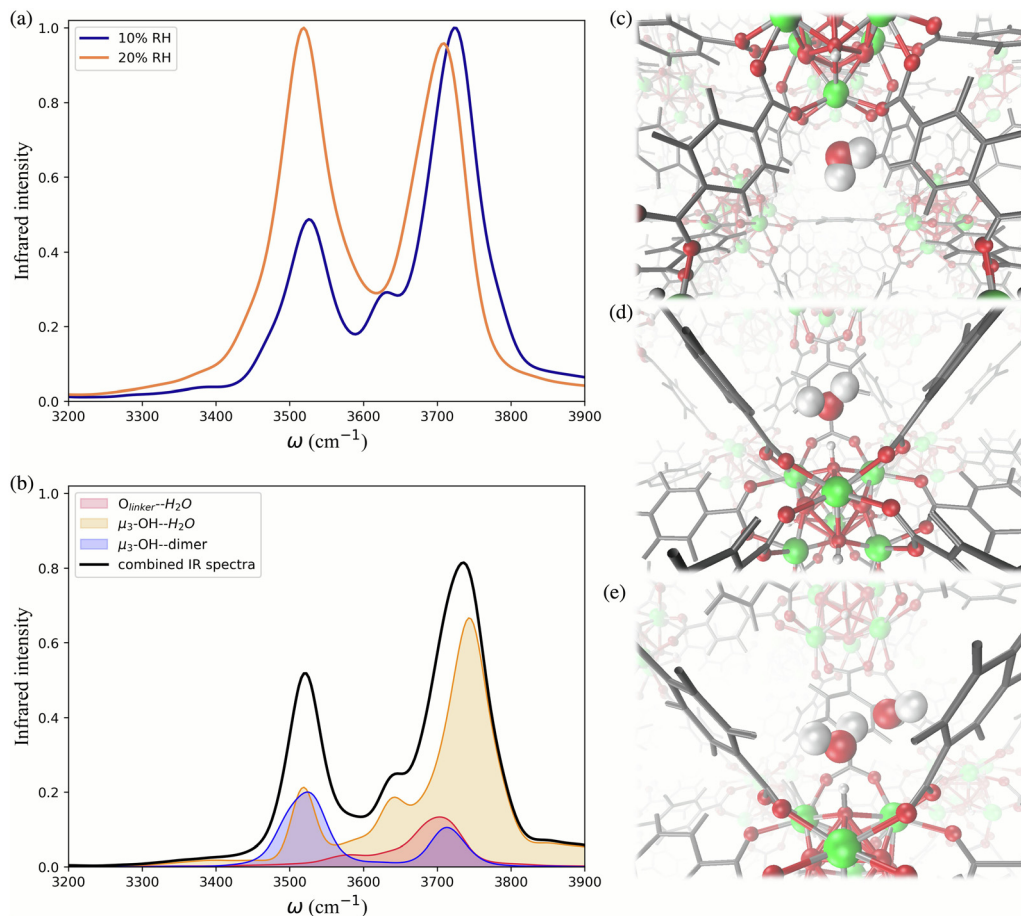 (a)
10% RH
20% RH
Infrared intensity
1.0
0.8
0.6
0.4
0.2
0.0
3200 3300 3400 3500 3600 3700 3800 3900
ω (cm⁻¹)
(b)
O_linker--H₂O
μ₃-OH--H₂O
μ₃-OH--dimer
combined IR spectra
Infrared intensity
1.0
0.8
0.6
0.4
0.2
0.0
3200 3300 3400 3500 3600 3700 3800 3900
ω (cm⁻¹)
(c)
(d)
(e)